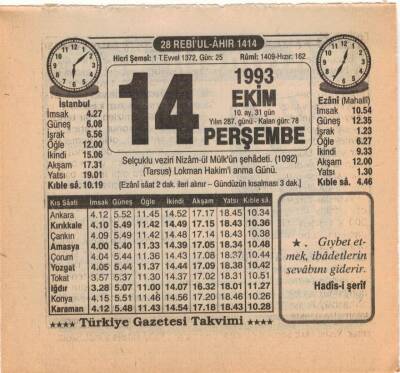 28 REBİ'UL-ÂHIR 1414
Hicrî Şemsî: 1 T.Evvel 1372, Gün: 25
Rûmî: 1409-Hızır: 162
İstanbul
İmsak 4.27
Güneş 6.08
İşrak 6.56
Öğle 12.00
İkindi 15.06
Akşam 17.31
Yatsı 19.01
Kıble sâ. 10.19
14
1993
EKİM
10. ay, 31 gün
Yılın 287. günü - Kalan gün: 78
PERŞEMBE
Ezânî (Mahallî)
İmsak 10.54
Güneş 12.35
İşrak 1.23
Öğle 6.27
İkindi 9.33
Akşam 12.00
Yatsı 1.30
Kıble sâ. 4.46
Selçuklu veziri Nizâm-ül Mülk'ün şehâdeti. (1092)
(Tarsus) Lokman Hakîm'i anma Günü.
[Ezânî sâat 2 dak. ileri alınır – Gündüzün kısalması 3 dak.]
Kış Sâati İmsak Güneş Öğle İkindi Akşam Yatsı Kıble sâ.
Ankara 4.12 5.52 11.45 14.52 17.17 18.45 10.34
Kırıkkale 4.10 5.49 11.42 14.49 17.15 18.43 10.36
Çankırı 4.09 5.49 11.42 14.48 17.14 18.43 10.38
Amasya 4.00 5.40 11.33 14.39 17.05 18.34 10.48
Çorum 4.04 5.44 11.36 14.43 17.08 18.37 10.44
Yozgat 4.05 5.44 11.37 14.44 17.09 18.38 10.42
Tokat 3.57 5.37 11.30 14.37 17.02 18.31 10.51
Iğdır 3.28 5.07 11.00 14.07 16.32 18.01 11.27
Konya 4.15 5.51 11.46 14.56 17.20 18.46 10.26
Karaman 4.12 5.48 11.43 14.54 17.18 18.43 10.28
★. Gıybet et-
mek, ibâdetlerin
sevâbını giderir.
Hadîs-i şerîf
★★★★ Türkiye Gazetesi Takvimi ★★★★